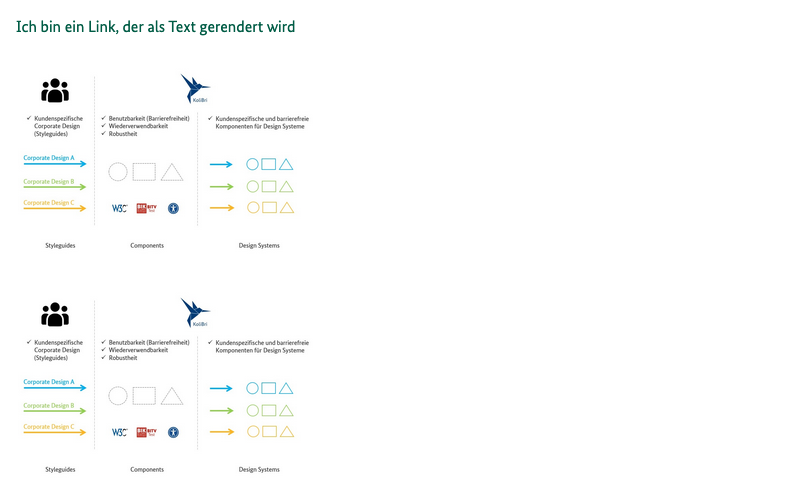 Ich bin ein Link, der als Text gerendert wird
KoliBri
✓ Kundenspezifische
Corporate Design
(Styleguides)
✓ Benutzbarkeit (Barrierefreiheit)
✓ Wiederverwendbarkeit
✓ Robustheit
✓ Kundenspezifische und barrierefreie
Komponenten für Design Systeme
Corporate Design A
Corporate Design B
Corporate Design C
W3C BIK BITV
Styleguides
Components
Design Systems
KoliBri
✓ Kundenspezifische
Corporate Design
(Styleguides)
✓ Benutzbarkeit (Barrierefreiheit)
✓ Wiederverwendbarkeit
✓ Robustheit
✓ Kundenspezifische und barrierefreie
Komponenten für Design Systeme
Corporate Design A
Corporate Design B
Corporate Design C
W3C BIK BITV
Styleguides
Components
Design Systems